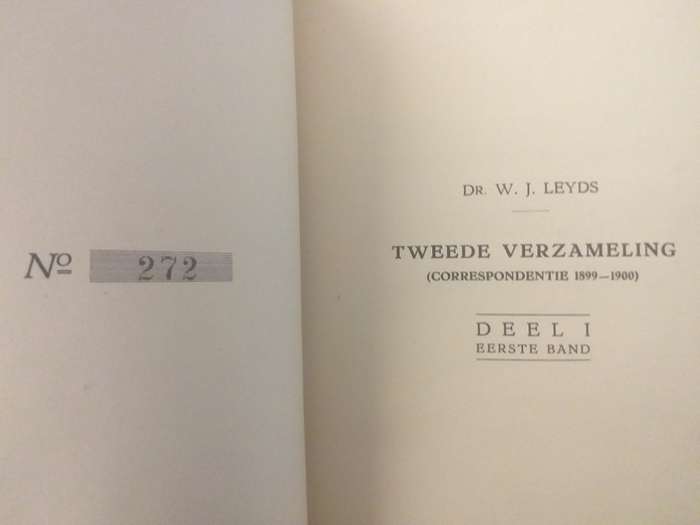 Nº 272
DR. W. J. LEYDS
TWEEDE VERZAMELING
(CORRESPONDENTIE 1899—1900)
DEEL I
EERSTE BAND